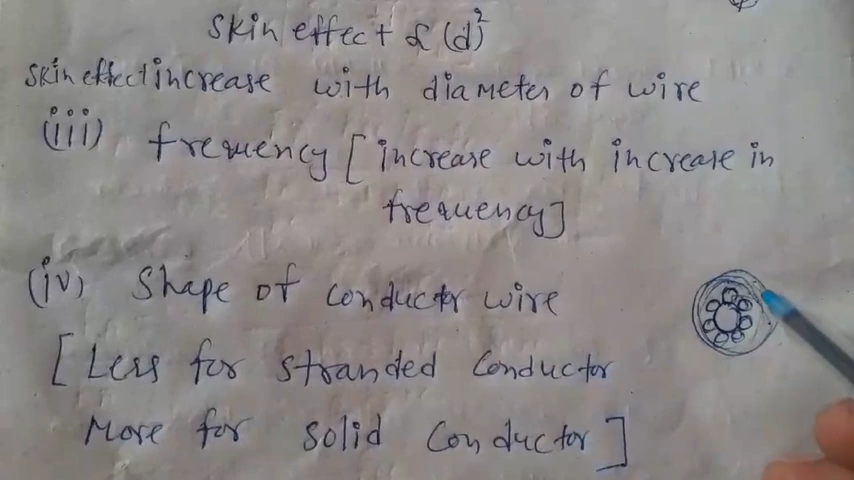 Skin effect α (d)²
Skin effect increase with diameter of wire
(iii) frequency [increase with increase in
frequency]
(iv) Shape of conductor wire
[Less for stranded conductor
More for solid conductor]